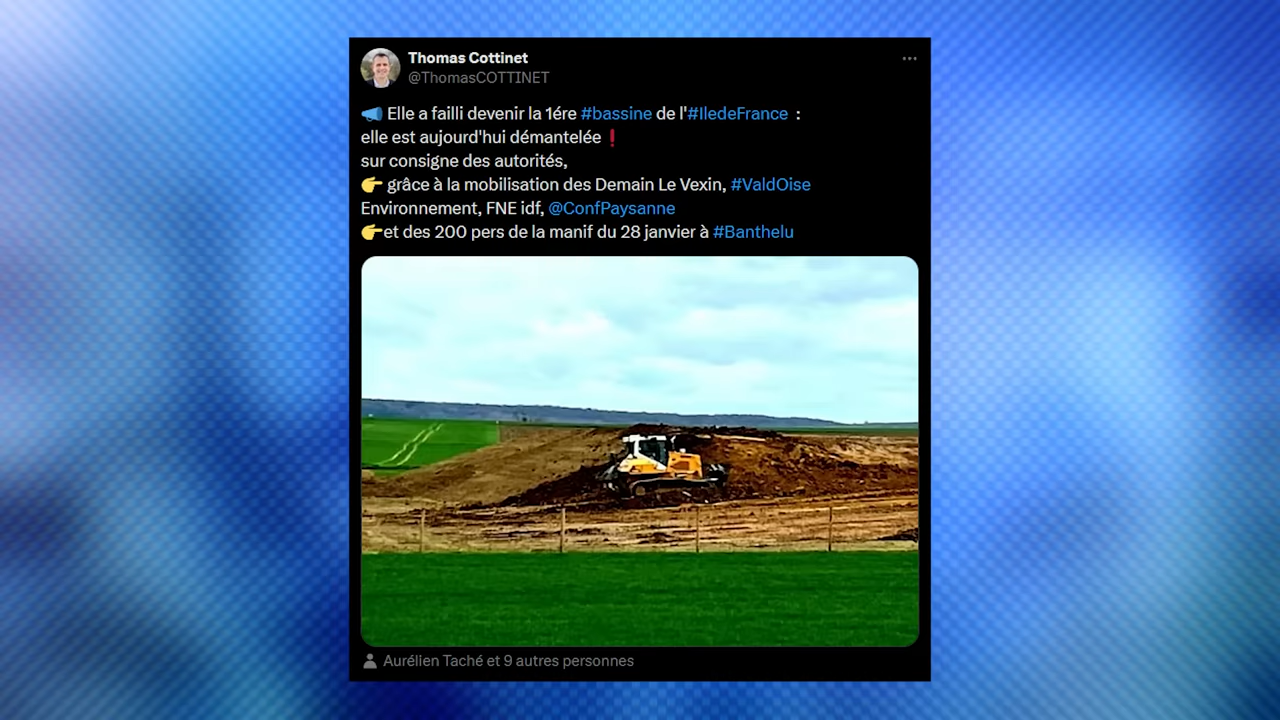 Thomas Cottinet
@ThomasCOTTINET
📣 Elle a failli devenir la 1ére #bassine de l'#IledeFrance :
elle est aujourd'hui démantelée❗
sur consigne des autorités,
👉 grâce à la mobilisation des Demain Le Vexin, #ValdOise
Environnement, FNE idf, @ConfPaysanne
👉et des 200 pers de la manif du 28 janvier à #Banthelu
Aurélien Taché et 9 autres personnes